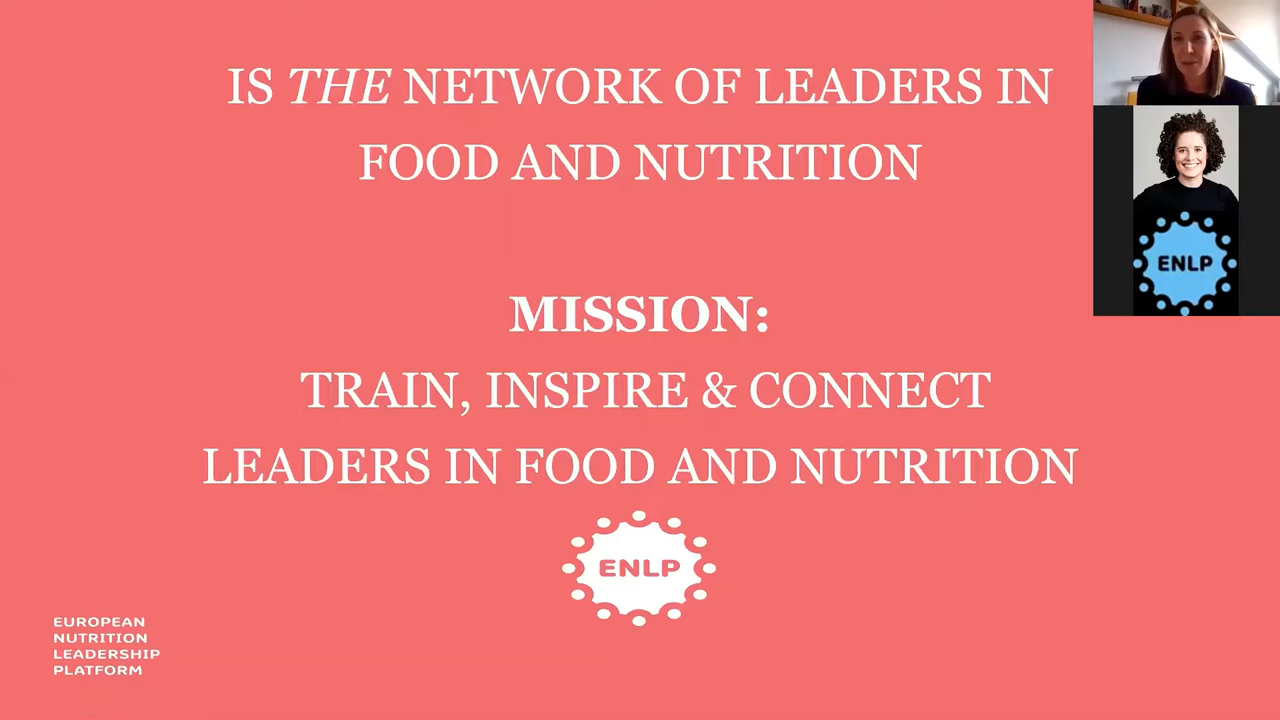 IS THE NETWORK OF LEADERS IN
FOOD AND NUTRITION
MISSION:
TRAIN, INSPIRE & CONNECT
LEADERS IN FOOD AND NUTRITION
ENLP
EUROPEAN
NUTRITION
LEADERSHIP
PLATFORM
ENLP